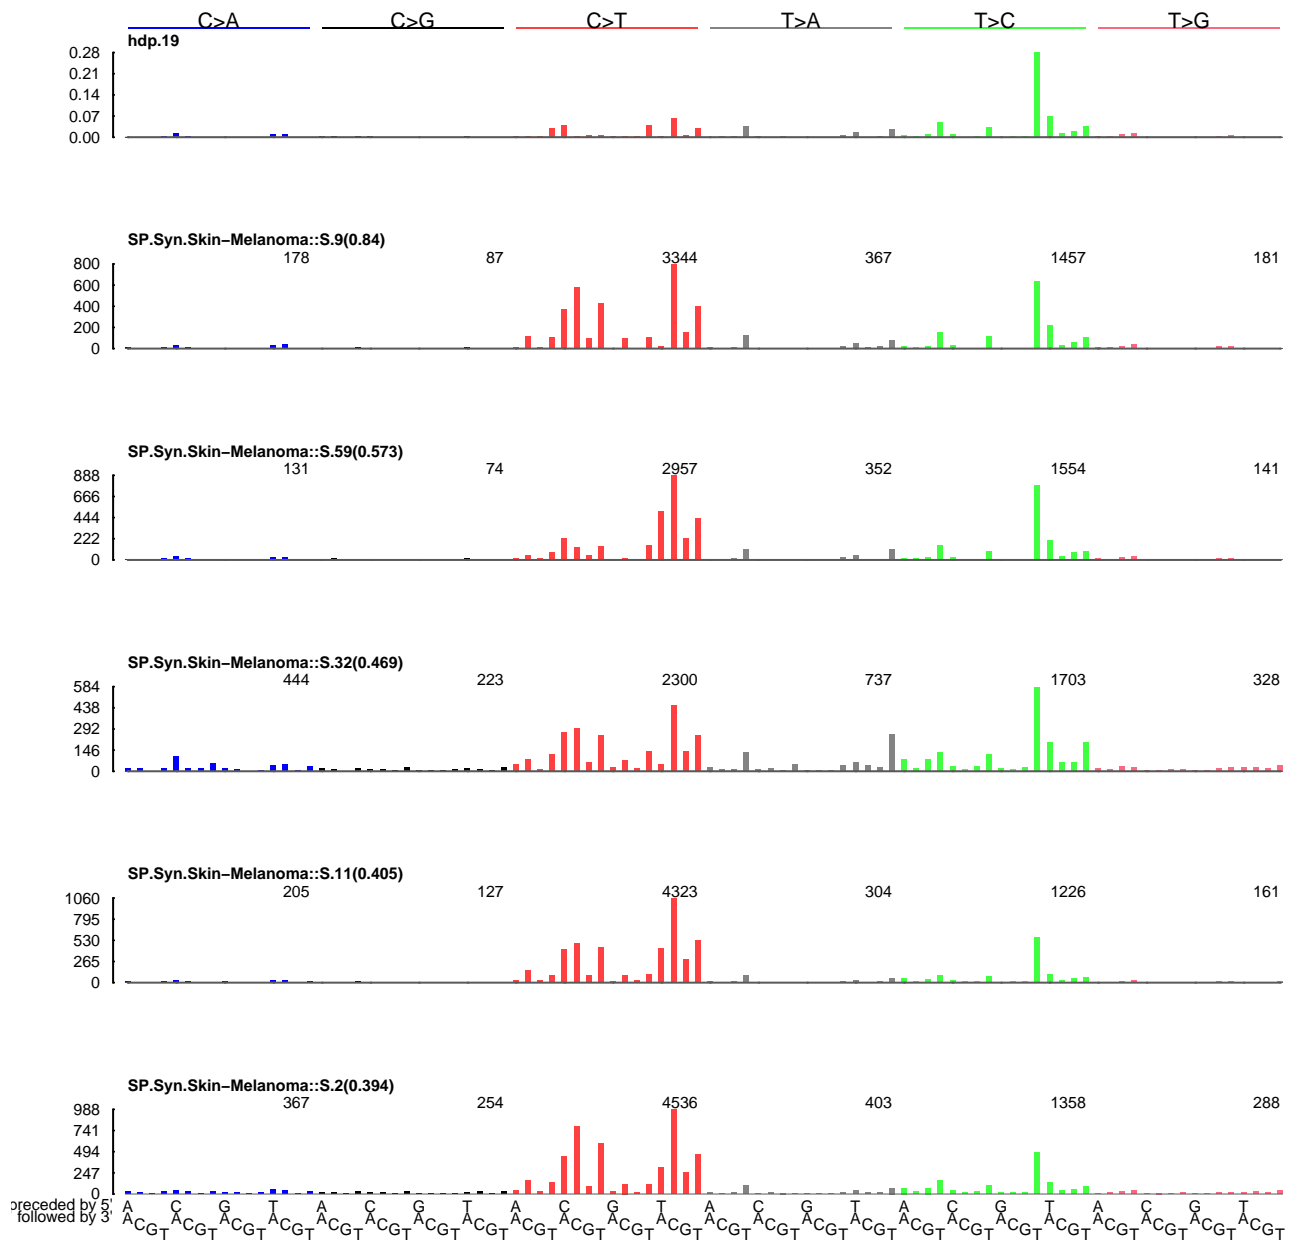 C>A C>G C>T T>A T>C T>G
hdp.19
0.28
0.21
0.14
0.07
0.00
SP.Syn.Skin−Melanoma::S.9(0.84)
178 87 3344 367 1457 181
800
600
400
200
0
SP.Syn.Skin−Melanoma::S.59(0.573)
131 74 2957 352 1554 141
888
666
444
222
0
SP.Syn.Skin−Melanoma::S.32(0.469)
444 223 2300 737 1703 328
584
438
292
146
0
SP.Syn.Skin−Melanoma::S.11(0.405)
205 127 4323 304 1226 161
1060
795
530
265
0
SP.Syn.Skin−Melanoma::S.2(0.394)
367 254 4536 403 1358 288
988
741
494
247
0
preceded by 5' A C G T A C G T A C G T A C G T A C G T A C G T
followed by 3' ACGT ACGT ACGT ACGT ACGT ACGT ACGT ACGT ACGT ACGT ACGT ACGT ACGT ACGT ACGT ACGT ACGT ACGT ACGT ACGT ACGT ACGT ACGT ACGT